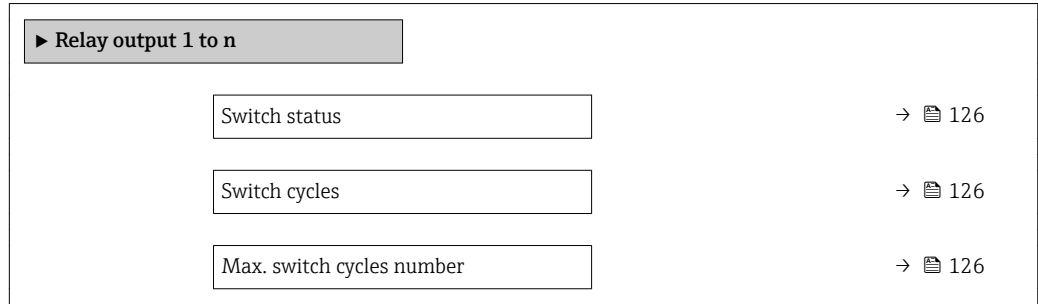 ▶ Relay output 1 to n
Switch status → 126
Switch cycles → 126
Max. switch cycles number → 126